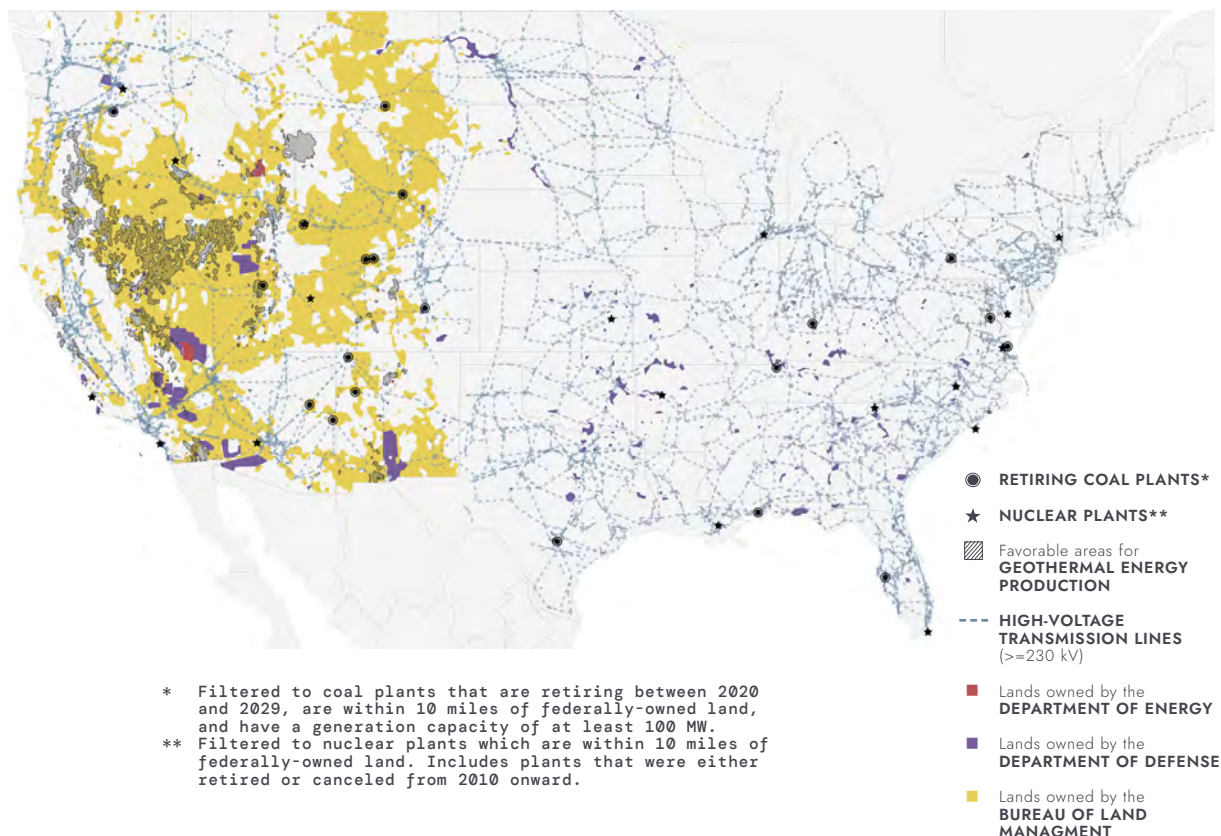 RETIRING COAL PLANTS*
NUCLEAR PLANTS**
Favorable areas for
GEOTHERMAL ENERGY
PRODUCTION
HIGH-VOLTAGE
TRANSMISSION LINES
(>=230 kV)
Lands owned by the
DEPARTMENT OF ENERGY
Lands owned by the
DEPARTMENT OF DEFENSE
Lands owned by the
BUREAU OF LAND
MANAGMENT
* Filtered to coal plants that are retiring between 2020
and 2029, are within 10 miles of federally-owned land,
and have a generation capacity of at least 100 MW.
** Filtered to nuclear plants which are within 10 miles of
federally-owned land. Includes plants that were either
retired or canceled from 2010 onward.